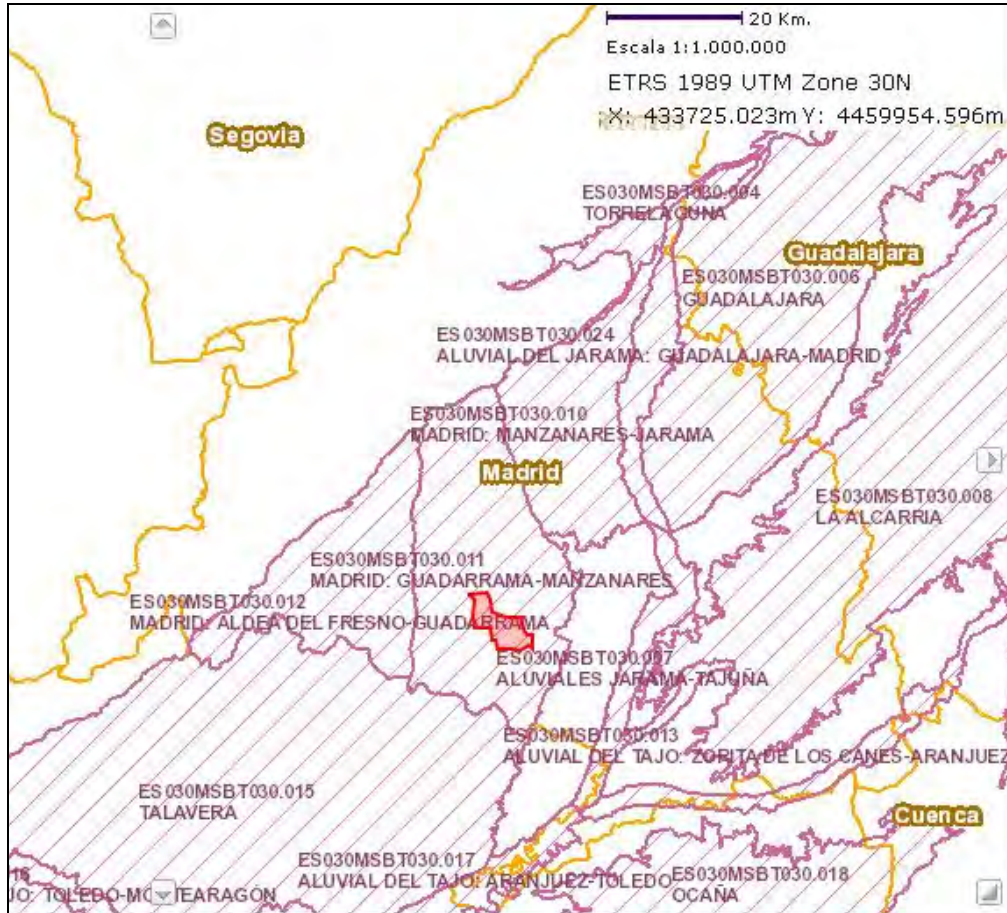 20 Km.
Escala 1:1.000.000
ETRS 1989 UTM Zone 30N
X: 433725.023m Y: 4459954.596m
Segovia
ES030MSBT030.004
TORRELAGUNA
Guadalajara
ES030MSBT030.006
GUADALAJARA
ES030MSBT030.024
ALUVIAL DEL JARAMA: GUADALAJARA-MADRID
ES030MSBT030.010
MADRID: MANZANARES-JARAMA
Madrid
ES030MSBT030.008
LA ALCARRIA
ES030MSBT030.011
MADRID: GUADARRAMA-MANZANARES
ES030MSBT030.012
MADRID: ALDEA DEL FRESNO-GUADARRAMA
ES030MSBT030.007
ALUVIALES JARAMA-TAJUÑA
ES030MSBT030.013
ALUVIAL DEL TAJO: ZORITA DE LOS CANES-ARANJUEZ
ES030MSBT030.015
TALAVERA
Cuenca
ES030MSBT030.017
ALUVIAL DEL TAJO: ARANJUEZ-TOLEDO
ES030MSBT030.018
OCAÑA
JO: TOLEDO-MONTEARAGÓN